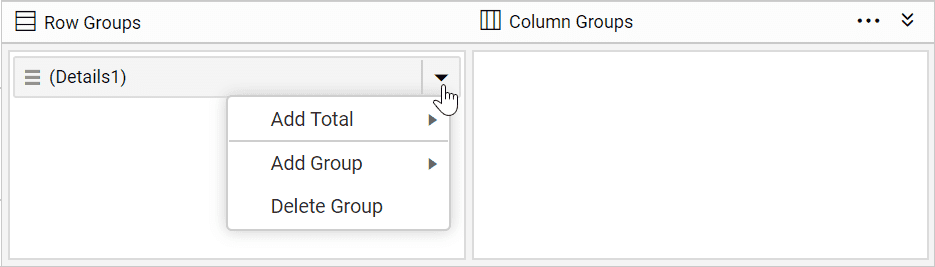 Row Groups
Column Groups
(Details1)
Add Total
Add Group
Delete Group